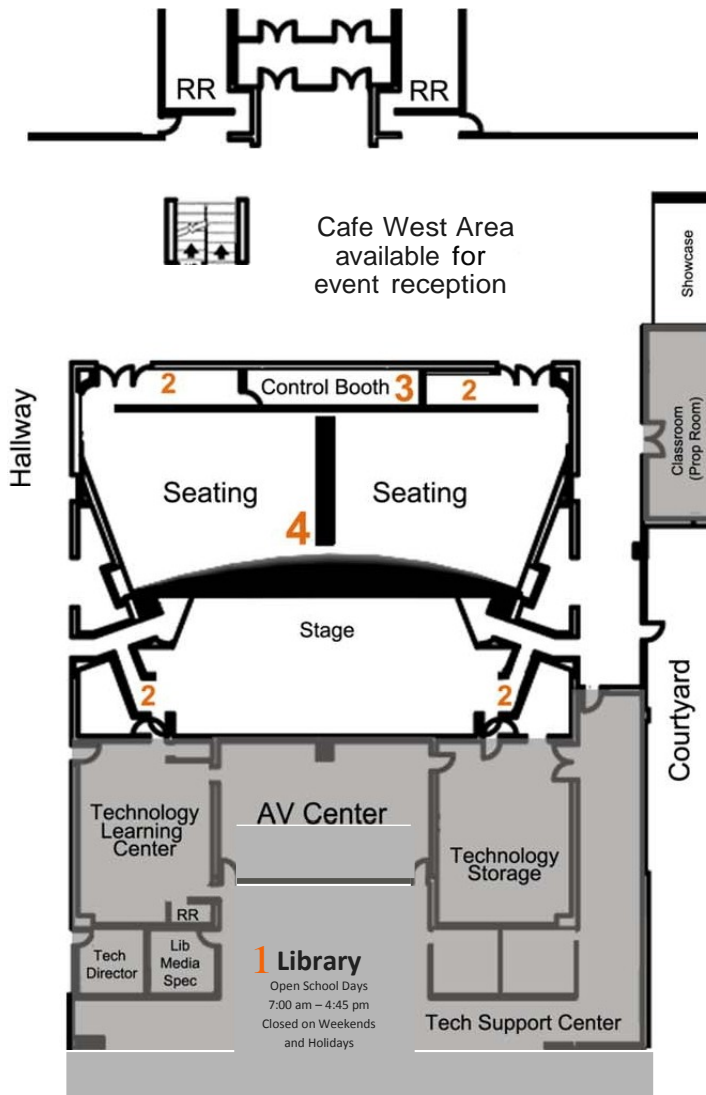 RR
RR
Cafe West Area
available for
event reception
Showcase
Hallway
2
Control Booth
3
2
Classroom
(Prop Room)
Seating
Seating
4
Stage
2
2
Courtyard
Technology
Learning
Center
AV Center
Technology
Storage
RR
Tech
Director
Lib
Media
Spec
1 Library
Open School Days
7:00 am – 4:45 pm
Closed on Weekends
and Holidays
Tech Support Center